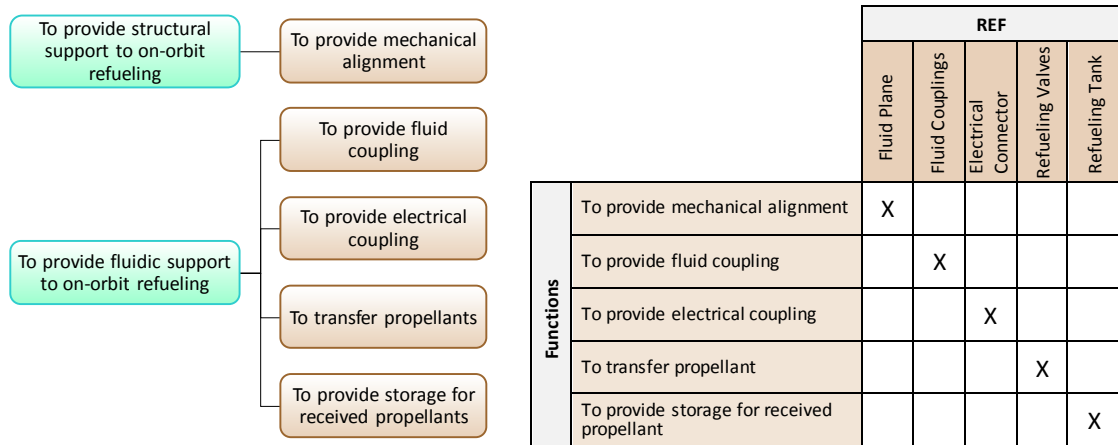 To provide structural
support to on-orbit
refueling
To provide mechanical
alignment
To provide fluid
coupling
To provide electrical
coupling
To provide fluidic support
to on-orbit refueling
To transfer propellants
To provide storage for
received propellants
REF
Fluid Plane
Fluid Couplings
Electrical
Connector
Refueling Valves
Refueling Tank
Functions
To provide mechanical alignment X
To provide fluid coupling X
To provide electrical coupling X
To transfer propellant X
To provide storage for received
propellant X